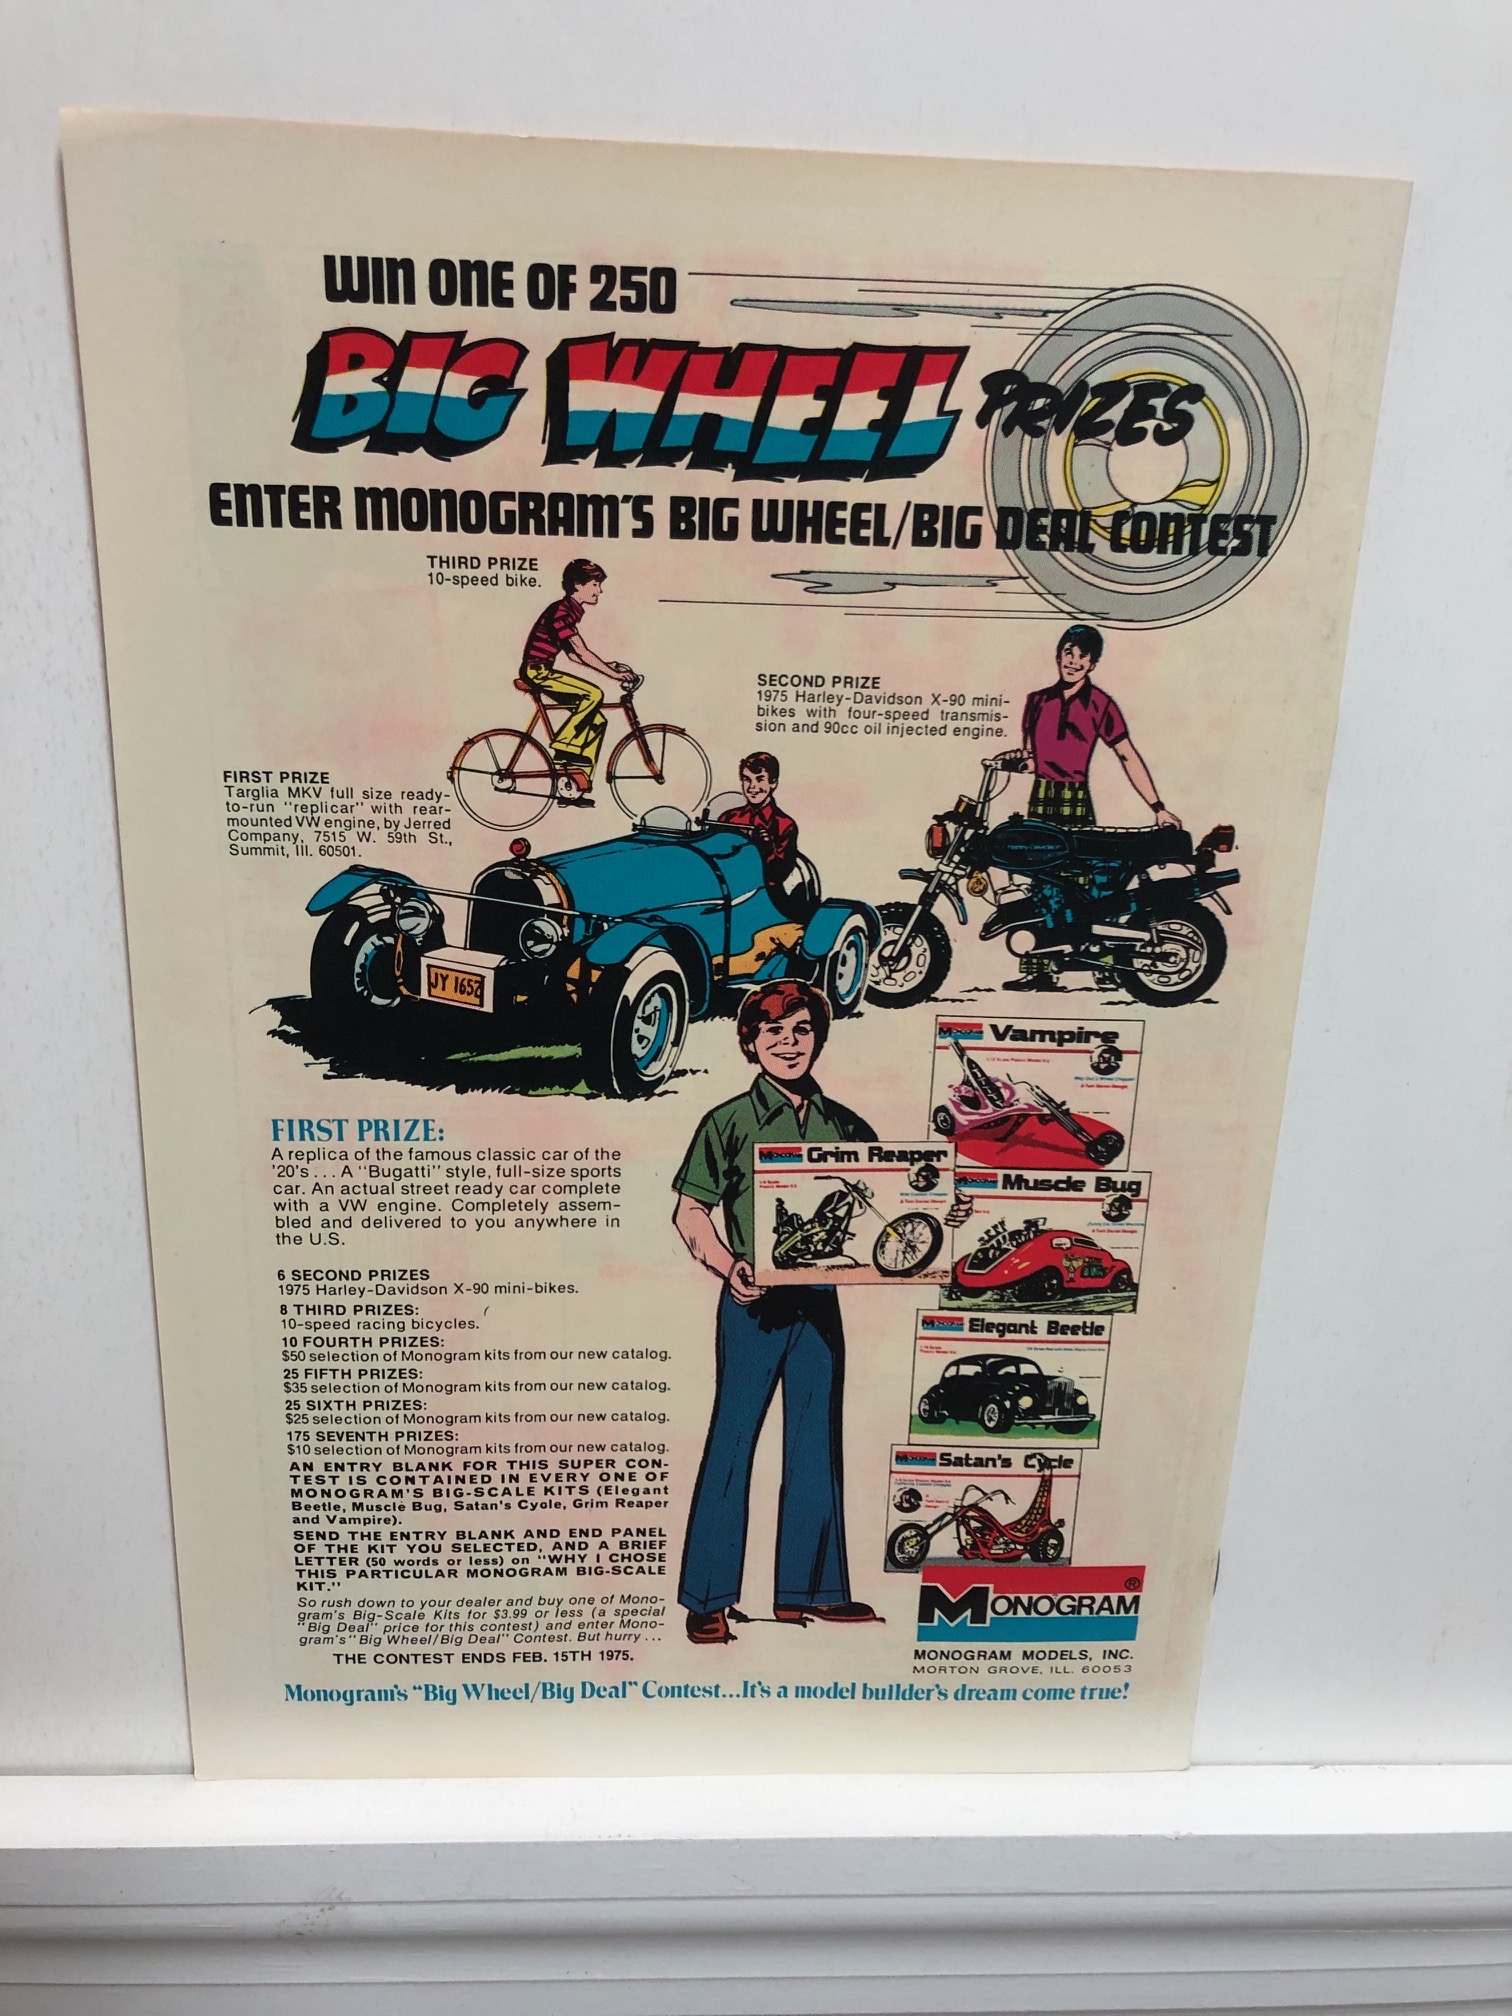 WIN ONE OF 250
BIG WHEEL PRIZES
ENTER MONOGRAM'S BIG WHEEL/BIG DEAL CONTEST
THIRD PRIZE
10-speed bike.
SECOND PRIZE
1975 Harley-Davidson X-90 mini-
bikes with four-speed transmis-
sion and 90cc oil injected engine.
FIRST PRIZE
Targlia MKV full size ready-
to-run "replicar" with rear-
mounted VW engine, by Jerred
Company, 7515 W. 59th St.,
Summit, Ill. 60501.
Harley-Davidson
JY 1652
FIRST PRIZE:
A replica of the famous classic car of the
'20's... A "Bugatti" style, full-size sports
car. An actual street ready car complete
with a VW engine. Completely assem-
bled and delivered to you anywhere in
the U.S.
6 SECOND PRIZES
1975 Harley-Davidson X-90 mini-bikes.
8 THIRD PRIZES:
10-speed racing bicycles.
10 FOURTH PRIZES:
$50 selection of Monogram kits from our new catalog.
25 FIFTH PRIZES:
$35 selection of Monogram kits from our new catalog.
25 SIXTH PRIZES:
$25 selection of Monogram kits from our new catalog.
175 SEVENTH PRIZES:
$10 selection of Monogram kits from our new catalog.
AN ENTRY BLANK FOR THIS SUPER CON-
TEST IS CONTAINED IN EVERY ONE OF
MONOGRAM'S BIG-SCALE KITS (Elegant
Beetle, Muscle Bug, Satan's Cycle, Grim Reaper
and Vampire).
SEND THE ENTRY BLANK AND END PANEL
OF THE KIT YOU SELECTED, AND A BRIEF
LETTER (50 words or less) on "WHY I CHOSE
THIS PARTICULAR MONOGRAM BIG-SCALE
KIT."
So rush down to your dealer and buy one of Mono-
gram's Big-Scale Kits for $3.99 or less (a special
"Big Deal" price for this contest) and enter Mono-
gram's "Big Wheel/Big Deal" Contest. But hurry...
THE CONTEST ENDS FEB. 15TH 1975.
Vampire
Grim Reaper
Muscle Bug
Elegant Beetle
Satan's Cycle
MONOGRAM®
MONOGRAM MODELS, INC.
MORTON GROVE, ILL. 60053
Monogram's "Big Wheel/Big Deal" Contest...It's a model builder's dream come true!